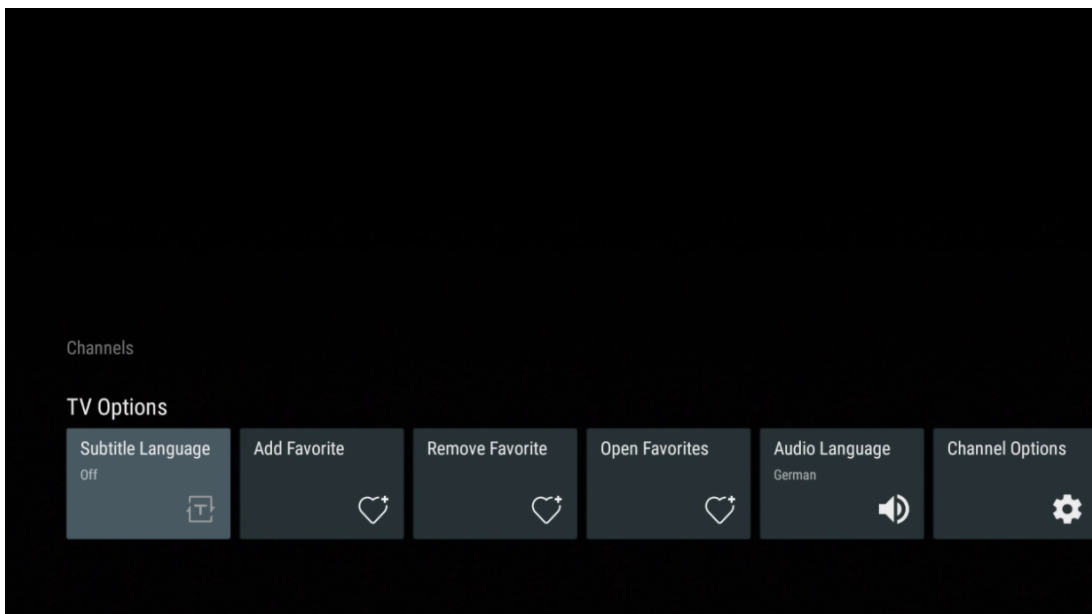 Channels
TV Options
Subtitle Language
Off
Add Favorite
Remove Favorite
Open Favorites
Audio Language
German
Channel Options